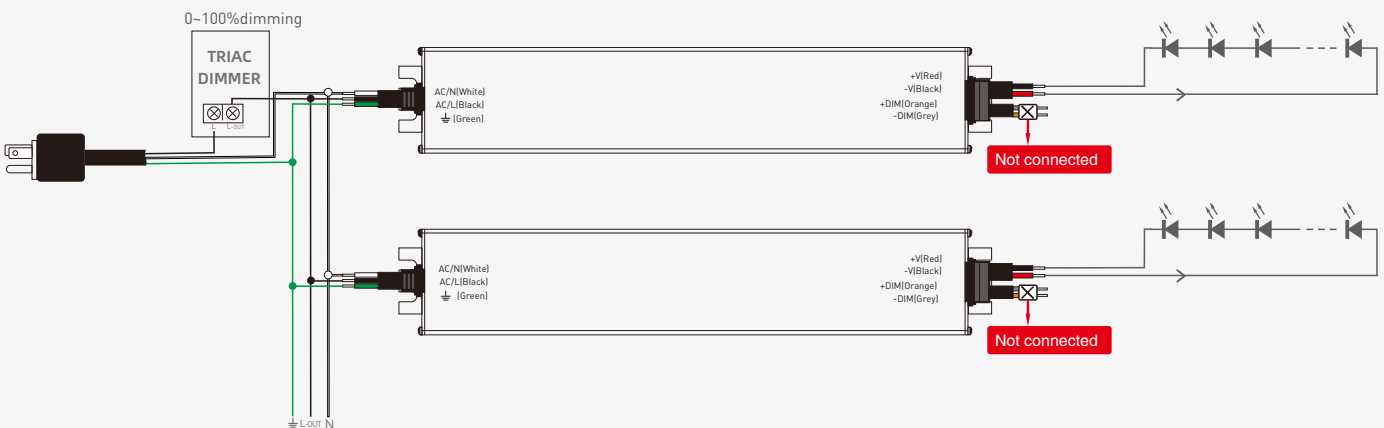 0~100%dimming
TRIAC
DIMMER
L L-OUT
AC/N(White)
AC/L(Black)
(Green)
+V(Red)
-V(Black)
+DIM(Orange)
-DIM(Grey)
Not connected
AC/N(White)
AC/L(Black)
(Green)
+V(Red)
-V(Black)
+DIM(Orange)
-DIM(Grey)
Not connected
L-OUT N